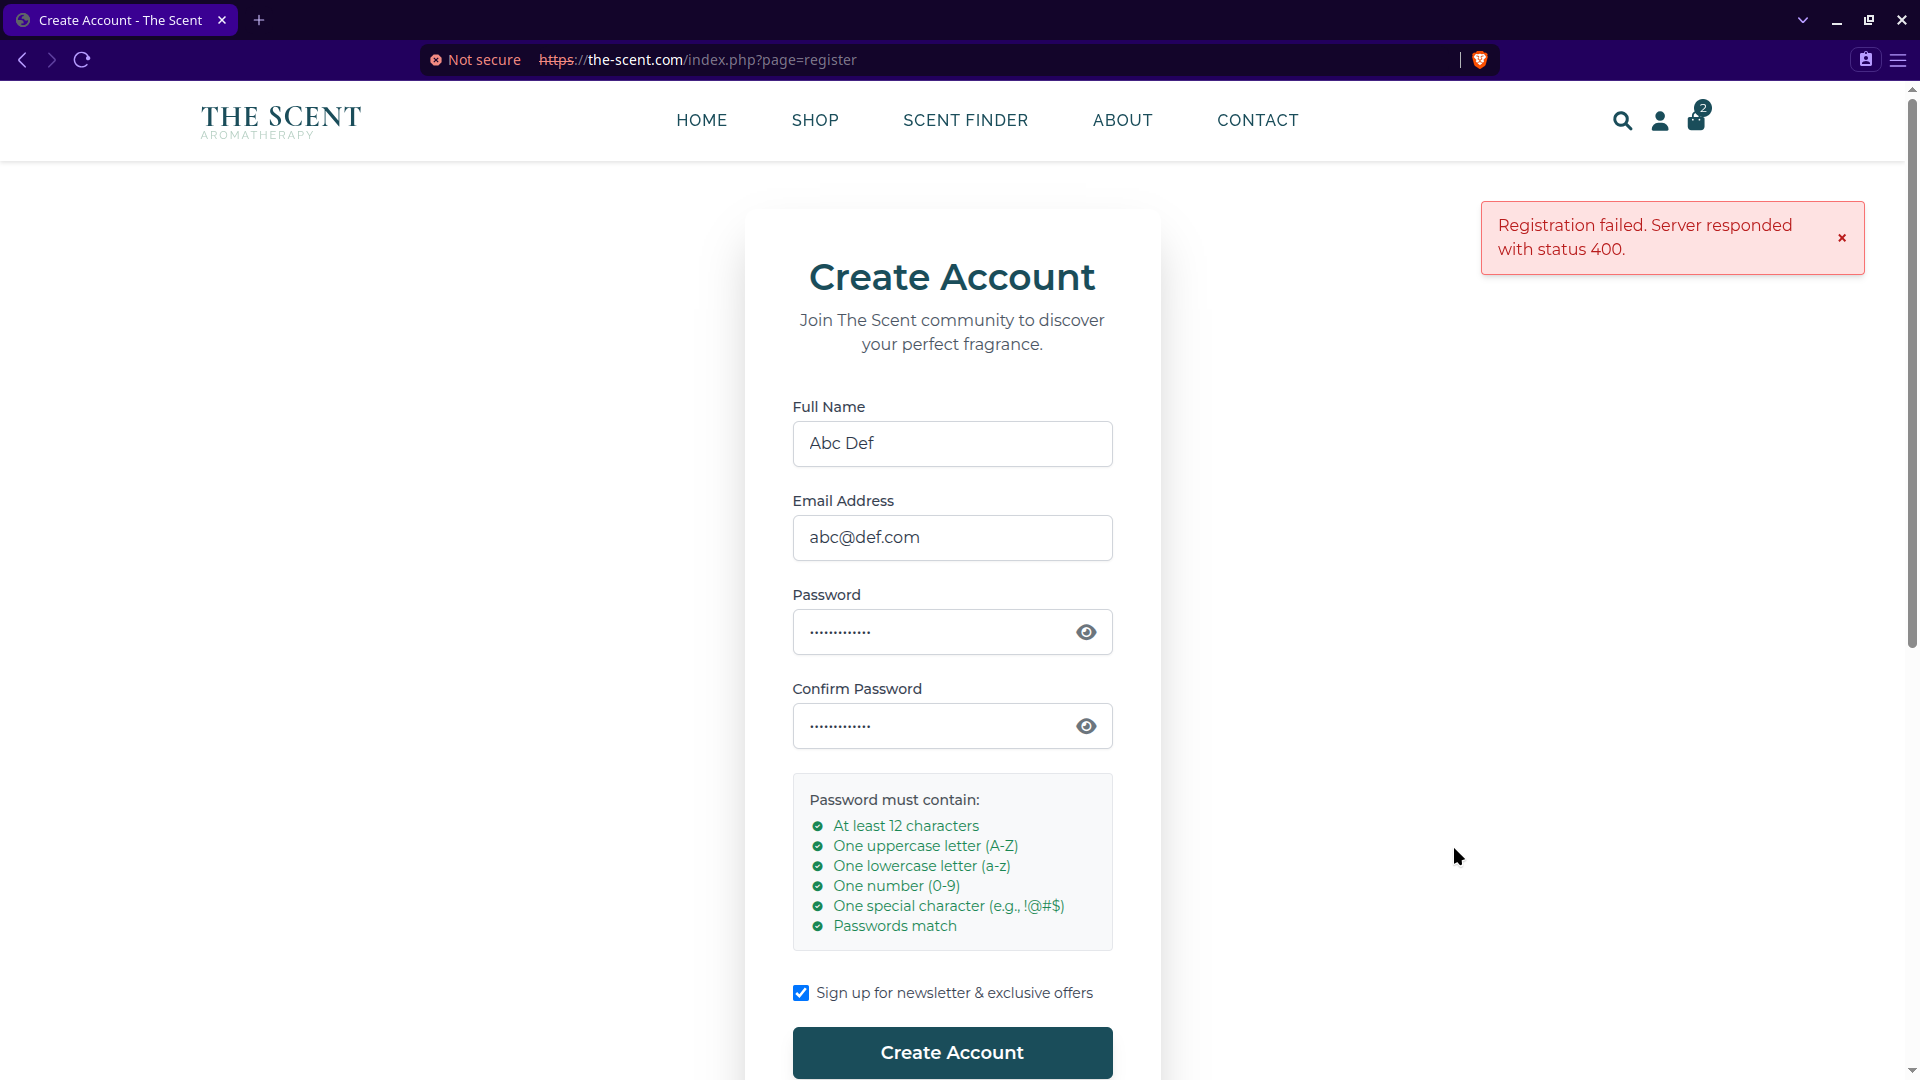 Create Account - The Scent
Not secure https://the-scent.com/index.php?page=register
THE SCENT
AROMATHERAPY
HOME SHOP SCENT FINDER ABOUT CONTACT
2
Registration failed. Server responded
with status 400.
Create Account
Join The Scent community to discover
your perfect fragrance.
Full Name
Abc Def
Email Address
abc@def.com
Password
•••••••••••••
Confirm Password
•••••••••••••
Password must contain:
At least 12 characters
One uppercase letter (A-Z)
One lowercase letter (a-z)
One number (0-9)
One special character (e.g., !@#$)
Passwords match
Sign up for newsletter & exclusive offers
Create Account